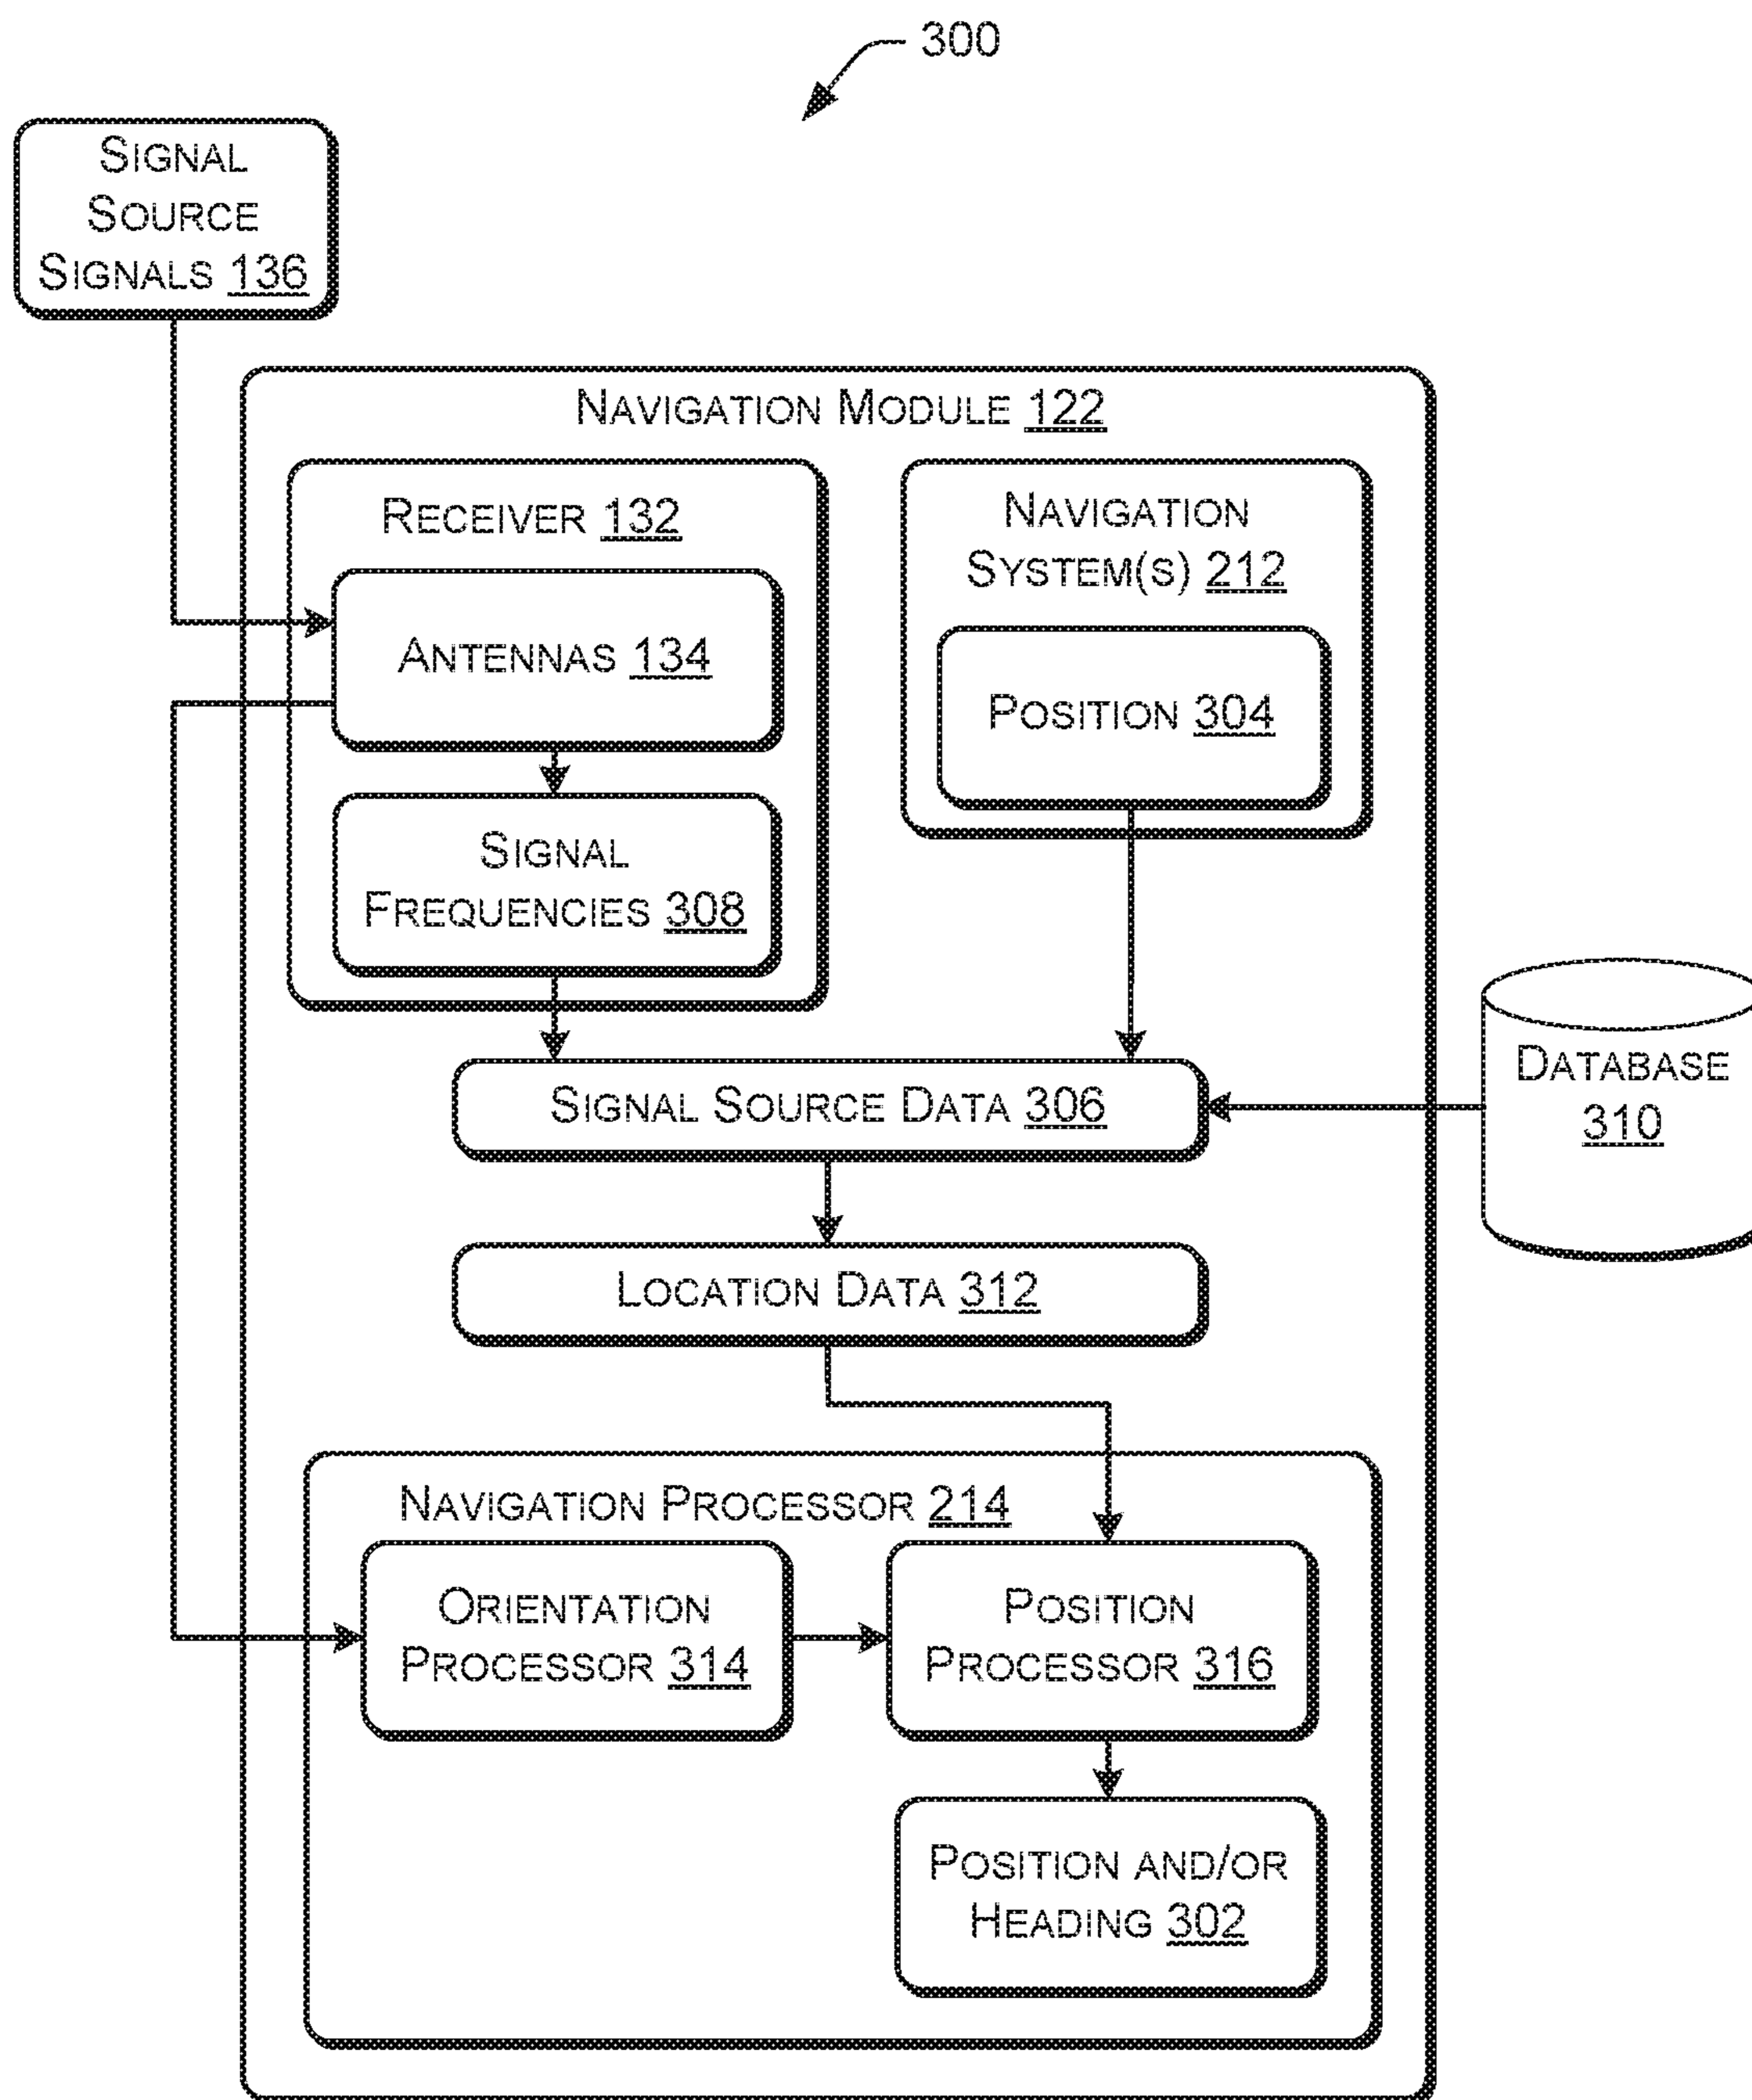 300
SIGNAL
SOURCE
SIGNALS 136
NAVIGATION MODULE 122
RECEIVER 132
ANTENNAS 134
SIGNAL
FREQUENCIES 308
NAVIGATION
SYSTEM(S) 212
POSITION 304
SIGNAL SOURCE DATA 306
DATABASE
310
LOCATION DATA 312
NAVIGATION PROCESSOR 214
ORIENTATION
PROCESSOR 314
POSITION
PROCESSOR 316
POSITION AND/OR
HEADING 302